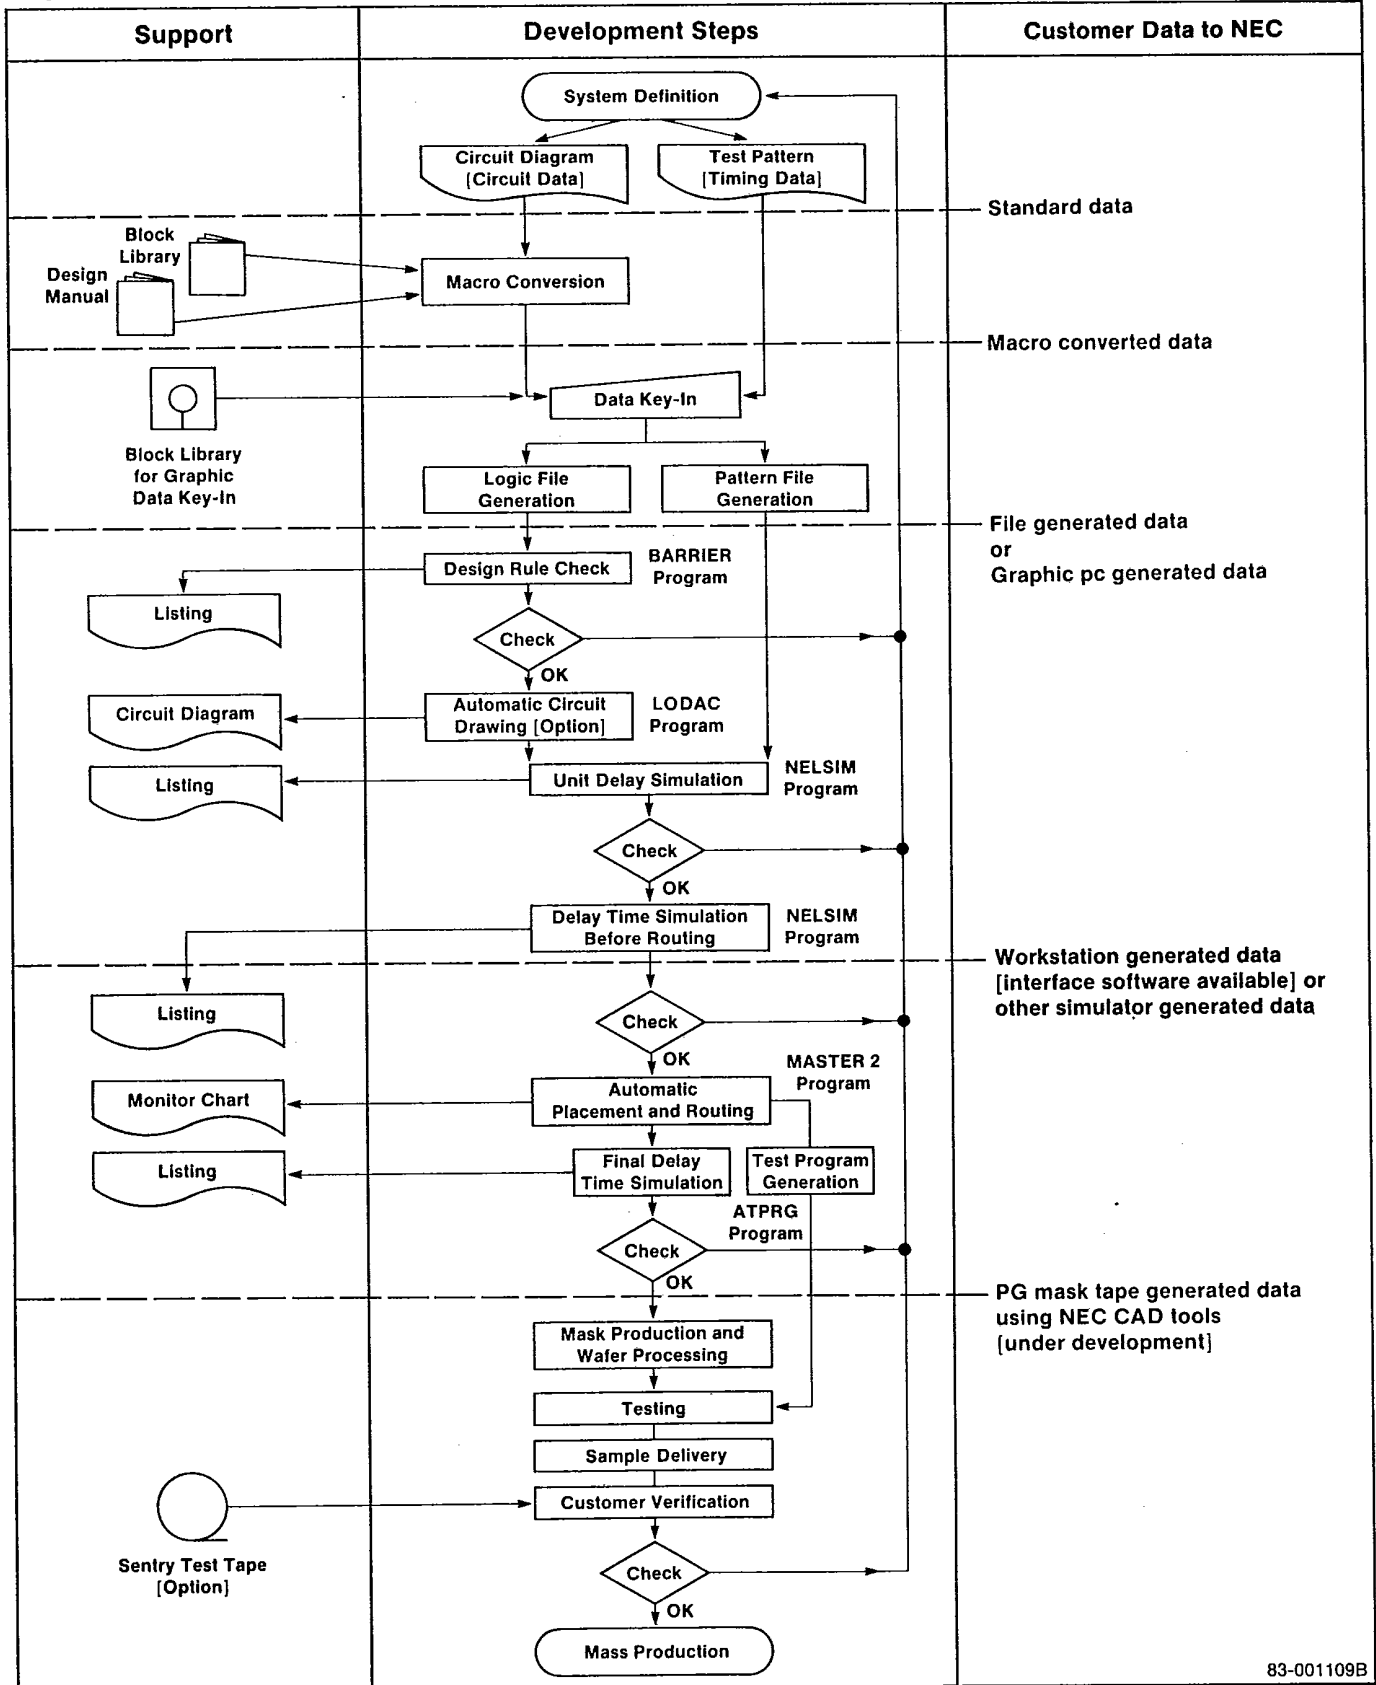 Support
Development Steps
Customer Data to NEC
System Definition
Circuit Diagram
[Circuit Data]
Test Pattern
[Timing Data]
Standard data
Block
Library
Design
Manual
Macro Conversion
Macro converted data
Data Key-In
Block Library
for Graphic
Data Key-In
Logic File
Generation
Pattern File
Generation
File generated data
or
Graphic pc generated data
Design Rule Check
BARRIER
Program
Listing
Check
OK
Circuit Diagram
Automatic Circuit
Drawing [Option]
LODAC
Program
Listing
Unit Delay Simulation
NELSIM
Program
Check
OK
Delay Time Simulation
Before Routing
NELSIM
Program
Workstation generated data
[interface software available] or
other simulator generated data
Listing
Check
OK
MASTER 2
Program
Monitor Chart
Automatic
Placement and Routing
Listing
Final Delay
Time Simulation
Test Program
Generation
ATPRG
Program
Check
OK
PG mask tape generated data
using NEC CAD tools
[under development]
Mask Production and
Wafer Processing
Testing
Sample Delivery
Customer Verification
Sentry Test Tape
[Option]
Check
OK
Mass Production
83-001109B